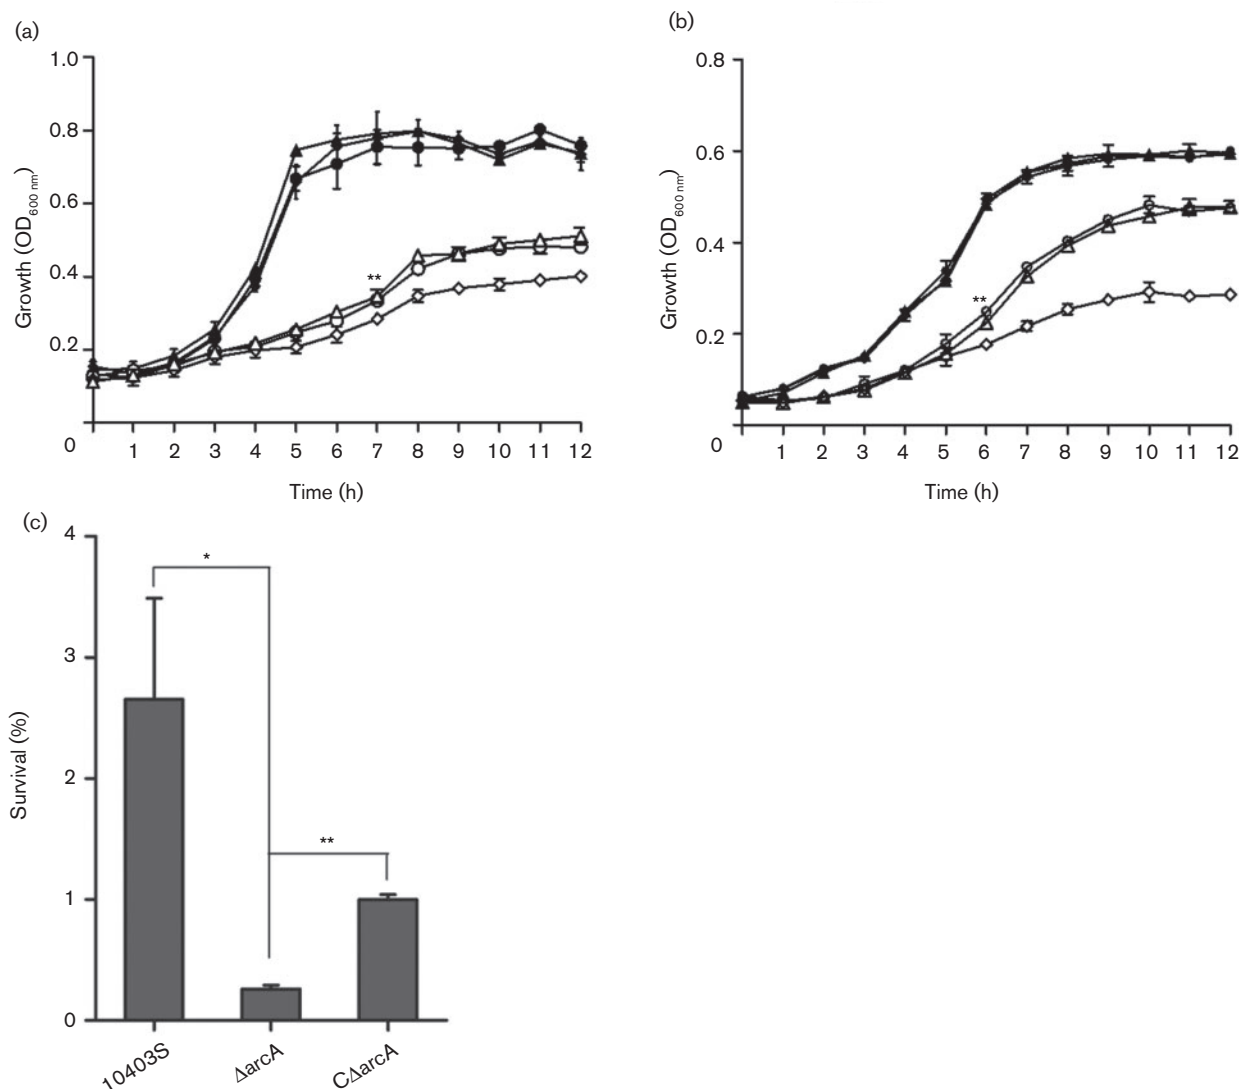 (a)
1.0
0.8
0.6
0.4
0.2
0
Growth (OD600 nm)
**
1 2 3 4 5 6 7 8 9 10 11 12
Time (h)
(b)
0.8
0.6
0.4
0.2
0
Growth (OD600 nm)
**
1 2 3 4 5 6 7 8 9 10 11 12
Time (h)
(c)
4
3
2
1
0
Survival (%)
*
**
10403S
ΔarcA
CΔarcA